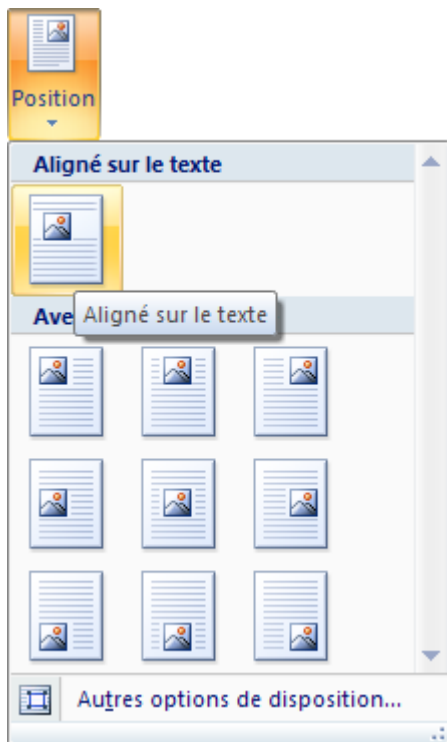 Position
Aligné sur le texte
Ave
Aligné sur le texte
Autres options de disposition...